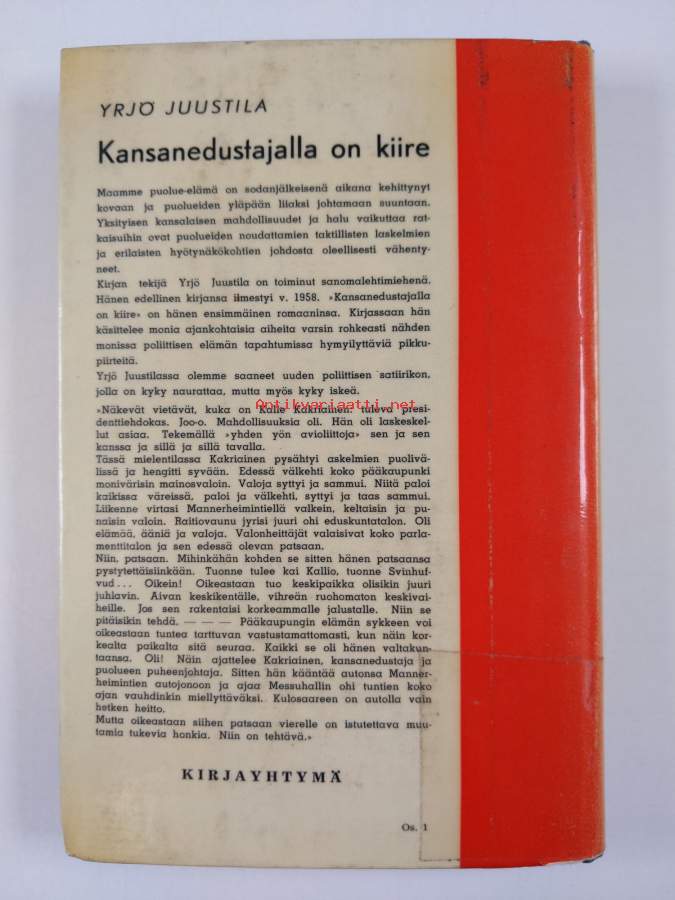 YRJÖ JUUSTILA
Kansanedustajalla on kiire
Maamme puolue-elämä on sodanjälkeisenä aikana kehittynyt
kovaan ja puolueiden yläpään liiaksi johtamaan suuntaan.
Yksityisen kansalaisen mahdollisuudet ja halu vaikuttaa rat-
kaisuihin ovat puolueiden noudattamien taktillisten laskelmien
ja erilaisten hyötynäkökohtien johdosta oleellisesti vähenty-
neet.
Kirjan tekijä Yrjö Juustila on toiminut sanomalehtimiehenä.
Hänen edellinen kirjansa ilmestyi v. 1958. »Kansanedustajalla
on kiire» on hänen ensimmäinen romaaninsa. Kirjassaan hän
käsittelee monia ajankohtaisia aiheita varsin rohkeasti nähden
monissa poliittisen elämän tapahtumissa hymyilyttäviä pikku-
piirteitä.
Yrjö Juustilassa olemme saaneet uuden poliittisen satiirikon,
jolla on kyky naurattaa, mutta myös kyky iskeä.
Antikvariaatti.net
»Näkevät vietävät, kuka on Kalle Kakriainen: tuleva presi-
denttiehdokas. Joo-o. Mahdollisuuksia oli. Hän oli laskeskel-
lut asiaa. Tekemällä »yhden yön avioliittoja» sen ja sen
kanssa ja sillä ja sillä tavalla.
Tässä mielentilassa Kakriainen pysähtyi askelmien puolivä-
lissä ja hengitti syvään. Edessä välkehti koko pääkaupunki
monivärisin mainosvaloin. Valoja syttyi ja sammui. Niitä paloi
kaikissa väreissä, paloi ja välkehti, syttyi ja taas sammui.
Liikenne virtasi Mannerheimintiellä valkein, keltaisin ja pu-
naisin valoin. Raitiovaunu jyrisi juuri ohi eduskuntatalon. Oli
elämää, ääniä ja valoja. Valonheittäjät valaisivat koko parla-
menttitalon ja sen edessä olevan patsaan.
Niin, patsaan. Mihinkähän kohden se sitten hänen patsaansa
pystytettäisiinkään. Tuonne tulee kai Kallio, tuonne Svinhuf-
vud... Oikein! Oikeastaan tuo keskipaikka olisikin juuri
juhlavin. Aivan keskikentälle, vihreän ruohomaton keskivai-
heille. Jos sen rakentaisi korkeammalle jalustalle. Niin se
pitäisikin tehdä. — — — Pääkaupungin elämän sykkeen voi
oikeastaan tuntea tarttuvan vastustamattomasti, kun näin kor-
kealta paikalta sitä seuraa. Kaikki se oli hänen valtakun-
taansa. Oli! Näin ajattelee Kakriainen, kansanedustaja ja
puolueen puheenjohtaja. Sitten hän kääntää autonsa Manner-
heimintien autojonoon ja ajaa Messuhallin ohi tuntien koko
ajan vauhdinkin miellyttäväksi. Kulosaareen on autolla vain
hetken heitto.
Mutta oikeastaan siihen patsaan vierelle on istutettava muu-
tamia tukevia honkia. Niin on tehtävä.»
KIRJAYHTYMÄ
Os. 1